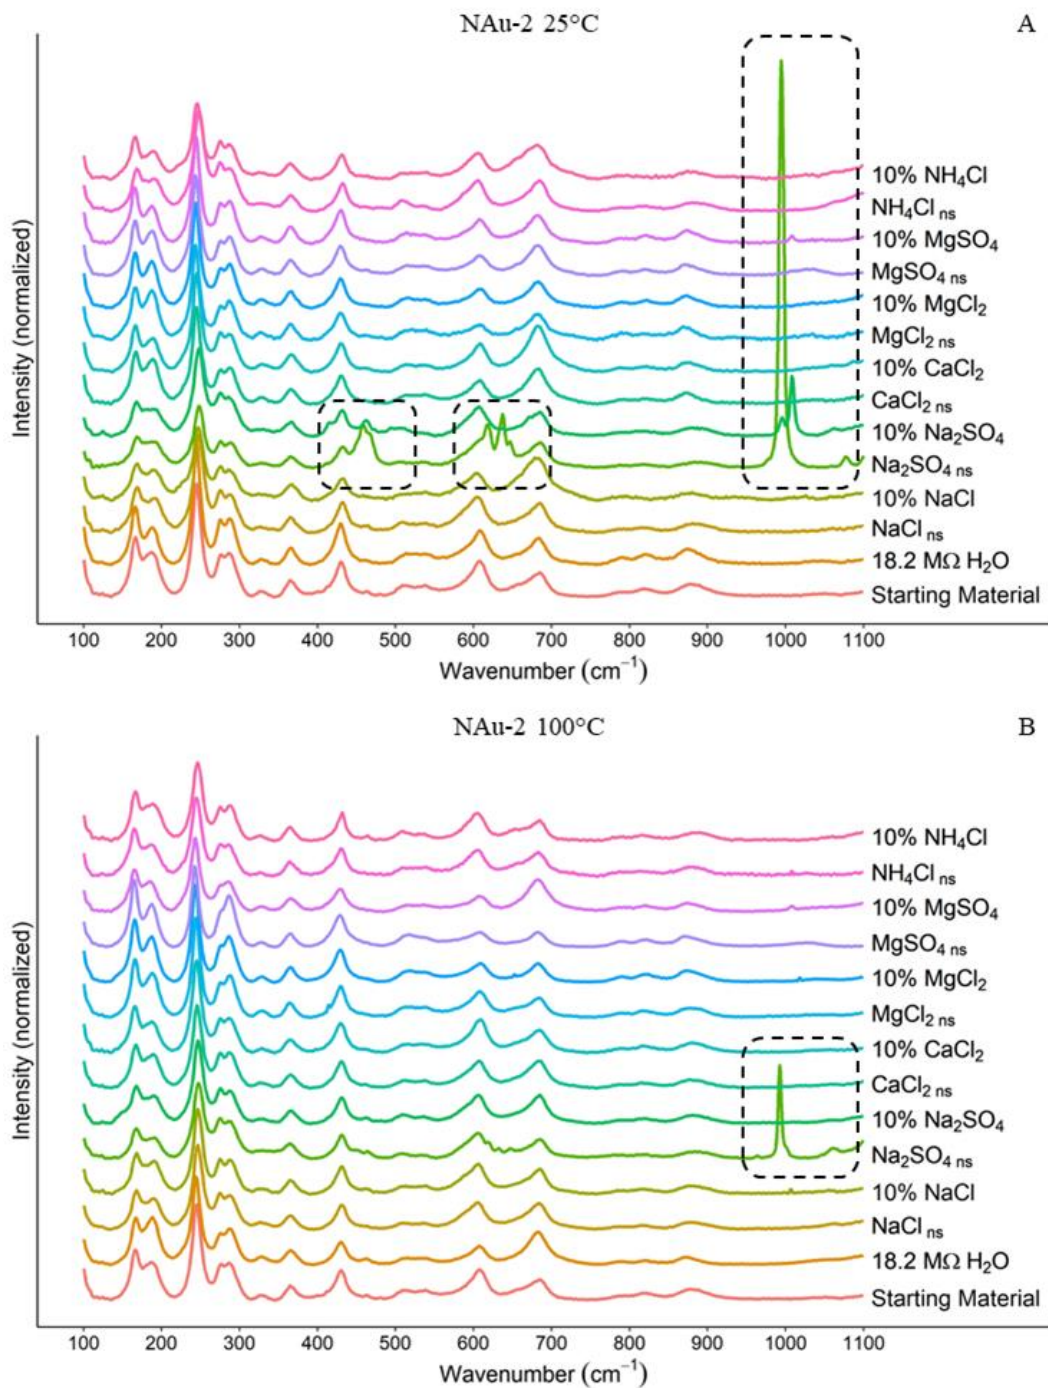 NAu-2 25°C A
Intensity (normalized)
10% NH₄Cl
NH₄Cl ns
10% MgSO₄
MgSO₄ ns
10% MgCl₂
MgCl₂ ns
10% CaCl₂
CaCl₂ ns
10% Na₂SO₄
Na₂SO₄ ns
10% NaCl
NaCl ns
18.2 MΩ H₂O
Starting Material
100 200 300 400 500 600 700 800 900 1000 1100
Wavenumber (cm⁻¹)
NAu-2 100°C B
Intensity (normalized)
10% NH₄Cl
NH₄Cl ns
10% MgSO₄
MgSO₄ ns
10% MgCl₂
MgCl₂ ns
10% CaCl₂
CaCl₂ ns
10% Na₂SO₄
Na₂SO₄ ns
10% NaCl
NaCl ns
18.2 MΩ H₂O
Starting Material
100 200 300 400 500 600 700 800 900 1000 1100
Wavenumber (cm⁻¹)